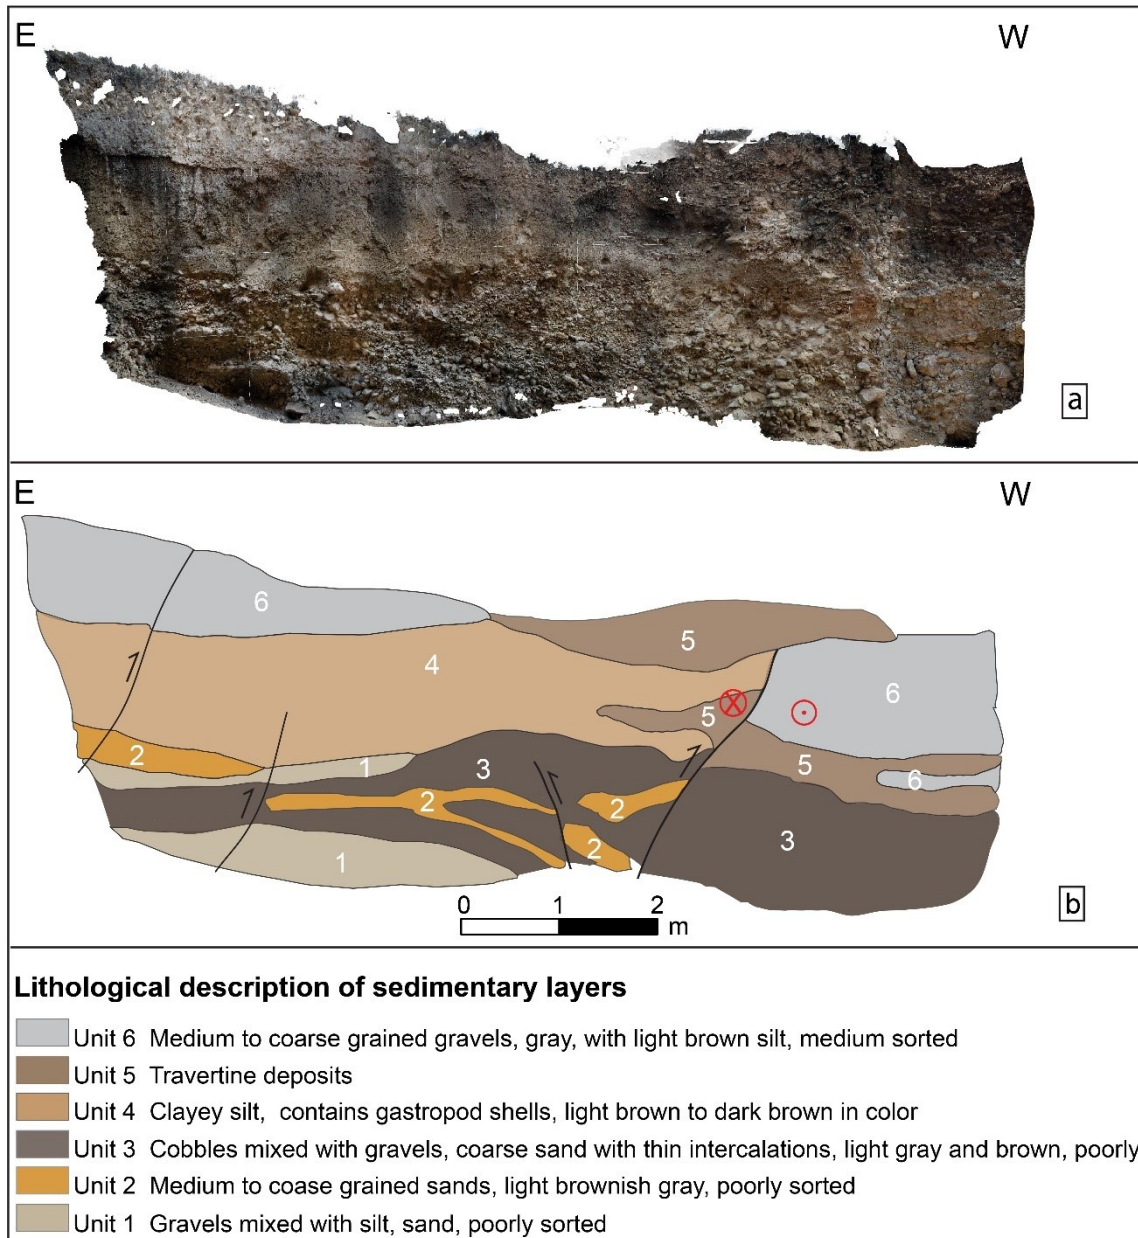 E W
a
E W
6
5
4
6
5
2
1
3
5
6
2
2
2
3
1
0 1 2
m
b
Lithological description of sedimentary layers
Unit 6 Medium to coarse grained gravels, gray, with light brown silt, medium sorted
Unit 5 Travertine deposits
Unit 4 Clayey silt, contains gastropod shells, light brown to dark brown in color
Unit 3 Cobbles mixed with gravels, coarse sand with thin intercalations, light gray and brown, poorly
Unit 2 Medium to coase grained sands, light brownish gray, poorly sorted
Unit 1 Gravels mixed with silt, sand, poorly sorted